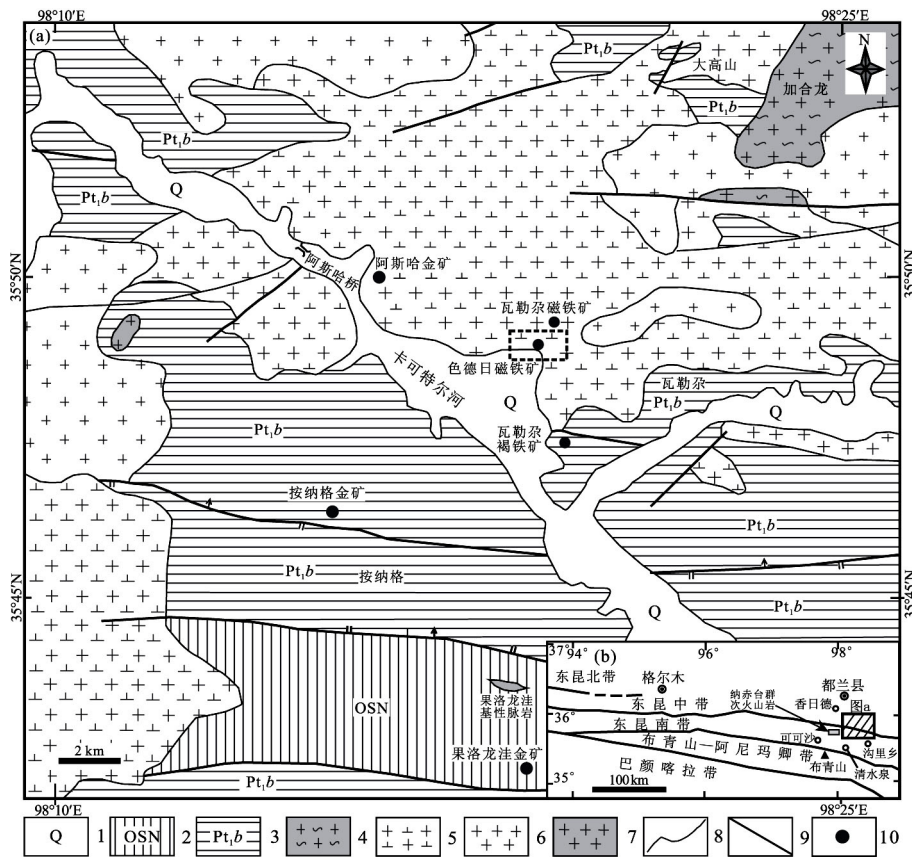 98°10′E
98°25′E
(a)
N
大高山
加合龙
Pt₁b
Pt₁b
Pt₁b
Q
Pt₁b
35°50′N
35°50′N
阿斯哈桥
阿斯哈金矿
瓦勒尕磁铁矿
色德日磁铁矿
卡可特尔河
瓦勒尕
Pt₁b
Q
Q
Pt₁b
瓦勒尕
褐铁矿
按纳格金矿
Pt₁b
Pt₁b
按纳格
35°45′N
35°45′N
Pt₁b
Q
OSN
果洛龙洼
基性脉岩
果洛龙洼金矿
2 km
Pt₁b
(b)
37°
94°
96°
98°
东昆北带
格尔木
纳赤台群
次火山岩
都兰县
香日德
图a
36°
东昆中带
东昆南带
可可沙
沟里乡
布青山—阿尼玛卿带
布青山
清水泉
巴颜喀拉带
35°
100km
98°10′E
98°25′E
Q 1 OSN 2 Pt₁b 3 4 5 6 7 8 9 10